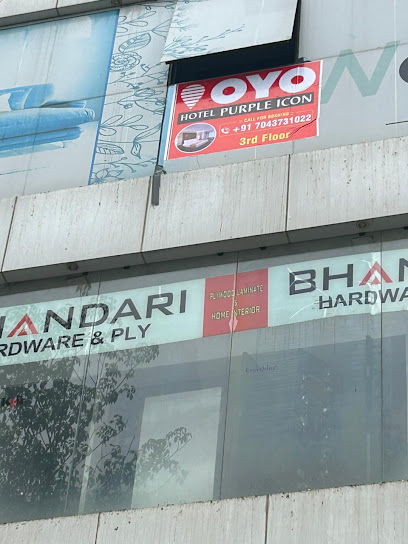 OYO
HOTEL PURPLE ICON
CALL FOR BOOKING
+91 7043731022
3rd Floor
HANDARI
RDWARE & PLY
PLYWOOD LAMINATE
&
HOME INTERIOR
BHAN
HARDWA